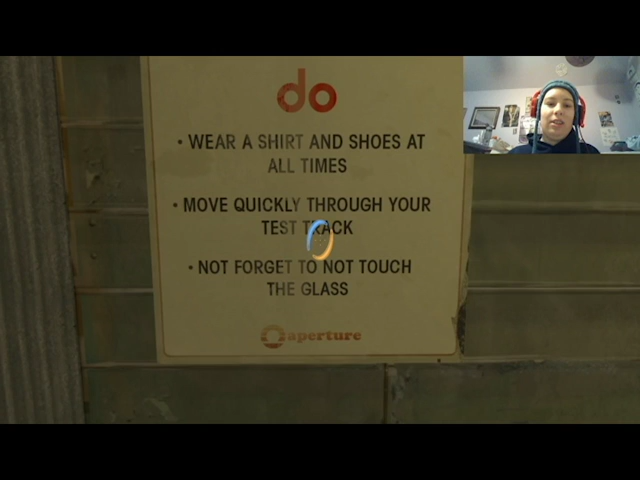 do
• WEAR A SHIRT AND SHOES AT
ALL TIMES
• MOVE QUICKLY THROUGH YOUR
TEST TRACK
• NOT FORGET TO NOT TOUCH
THE GLASS
aperture